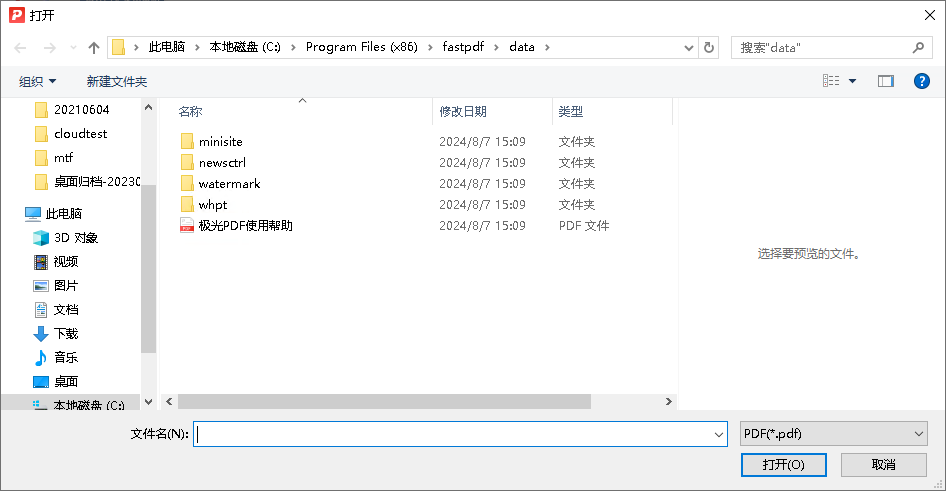 打开
此电脑 > 本地磁盘 (C:) > Program Files (x86) > fastpdf > data >
搜索"data"
组织
新建文件夹
20210604
cloudtest
mtf
桌面归档-20230
此电脑
3D 对象
视频
图片
文档
下载
音乐
桌面
本地磁盘 (C:)
名称 修改日期 类型
minisite 2024/8/7 15:09 文件夹
newsctrl 2024/8/7 15:09 文件夹
watermark 2024/8/7 15:09 文件夹
whpt 2024/8/7 15:09 文件夹
极光PDF使用帮助 2024/8/7 15:09 PDF 文件
选择要预览的文件。
文件名(N):
PDF(*.pdf)
打开(O)
取消